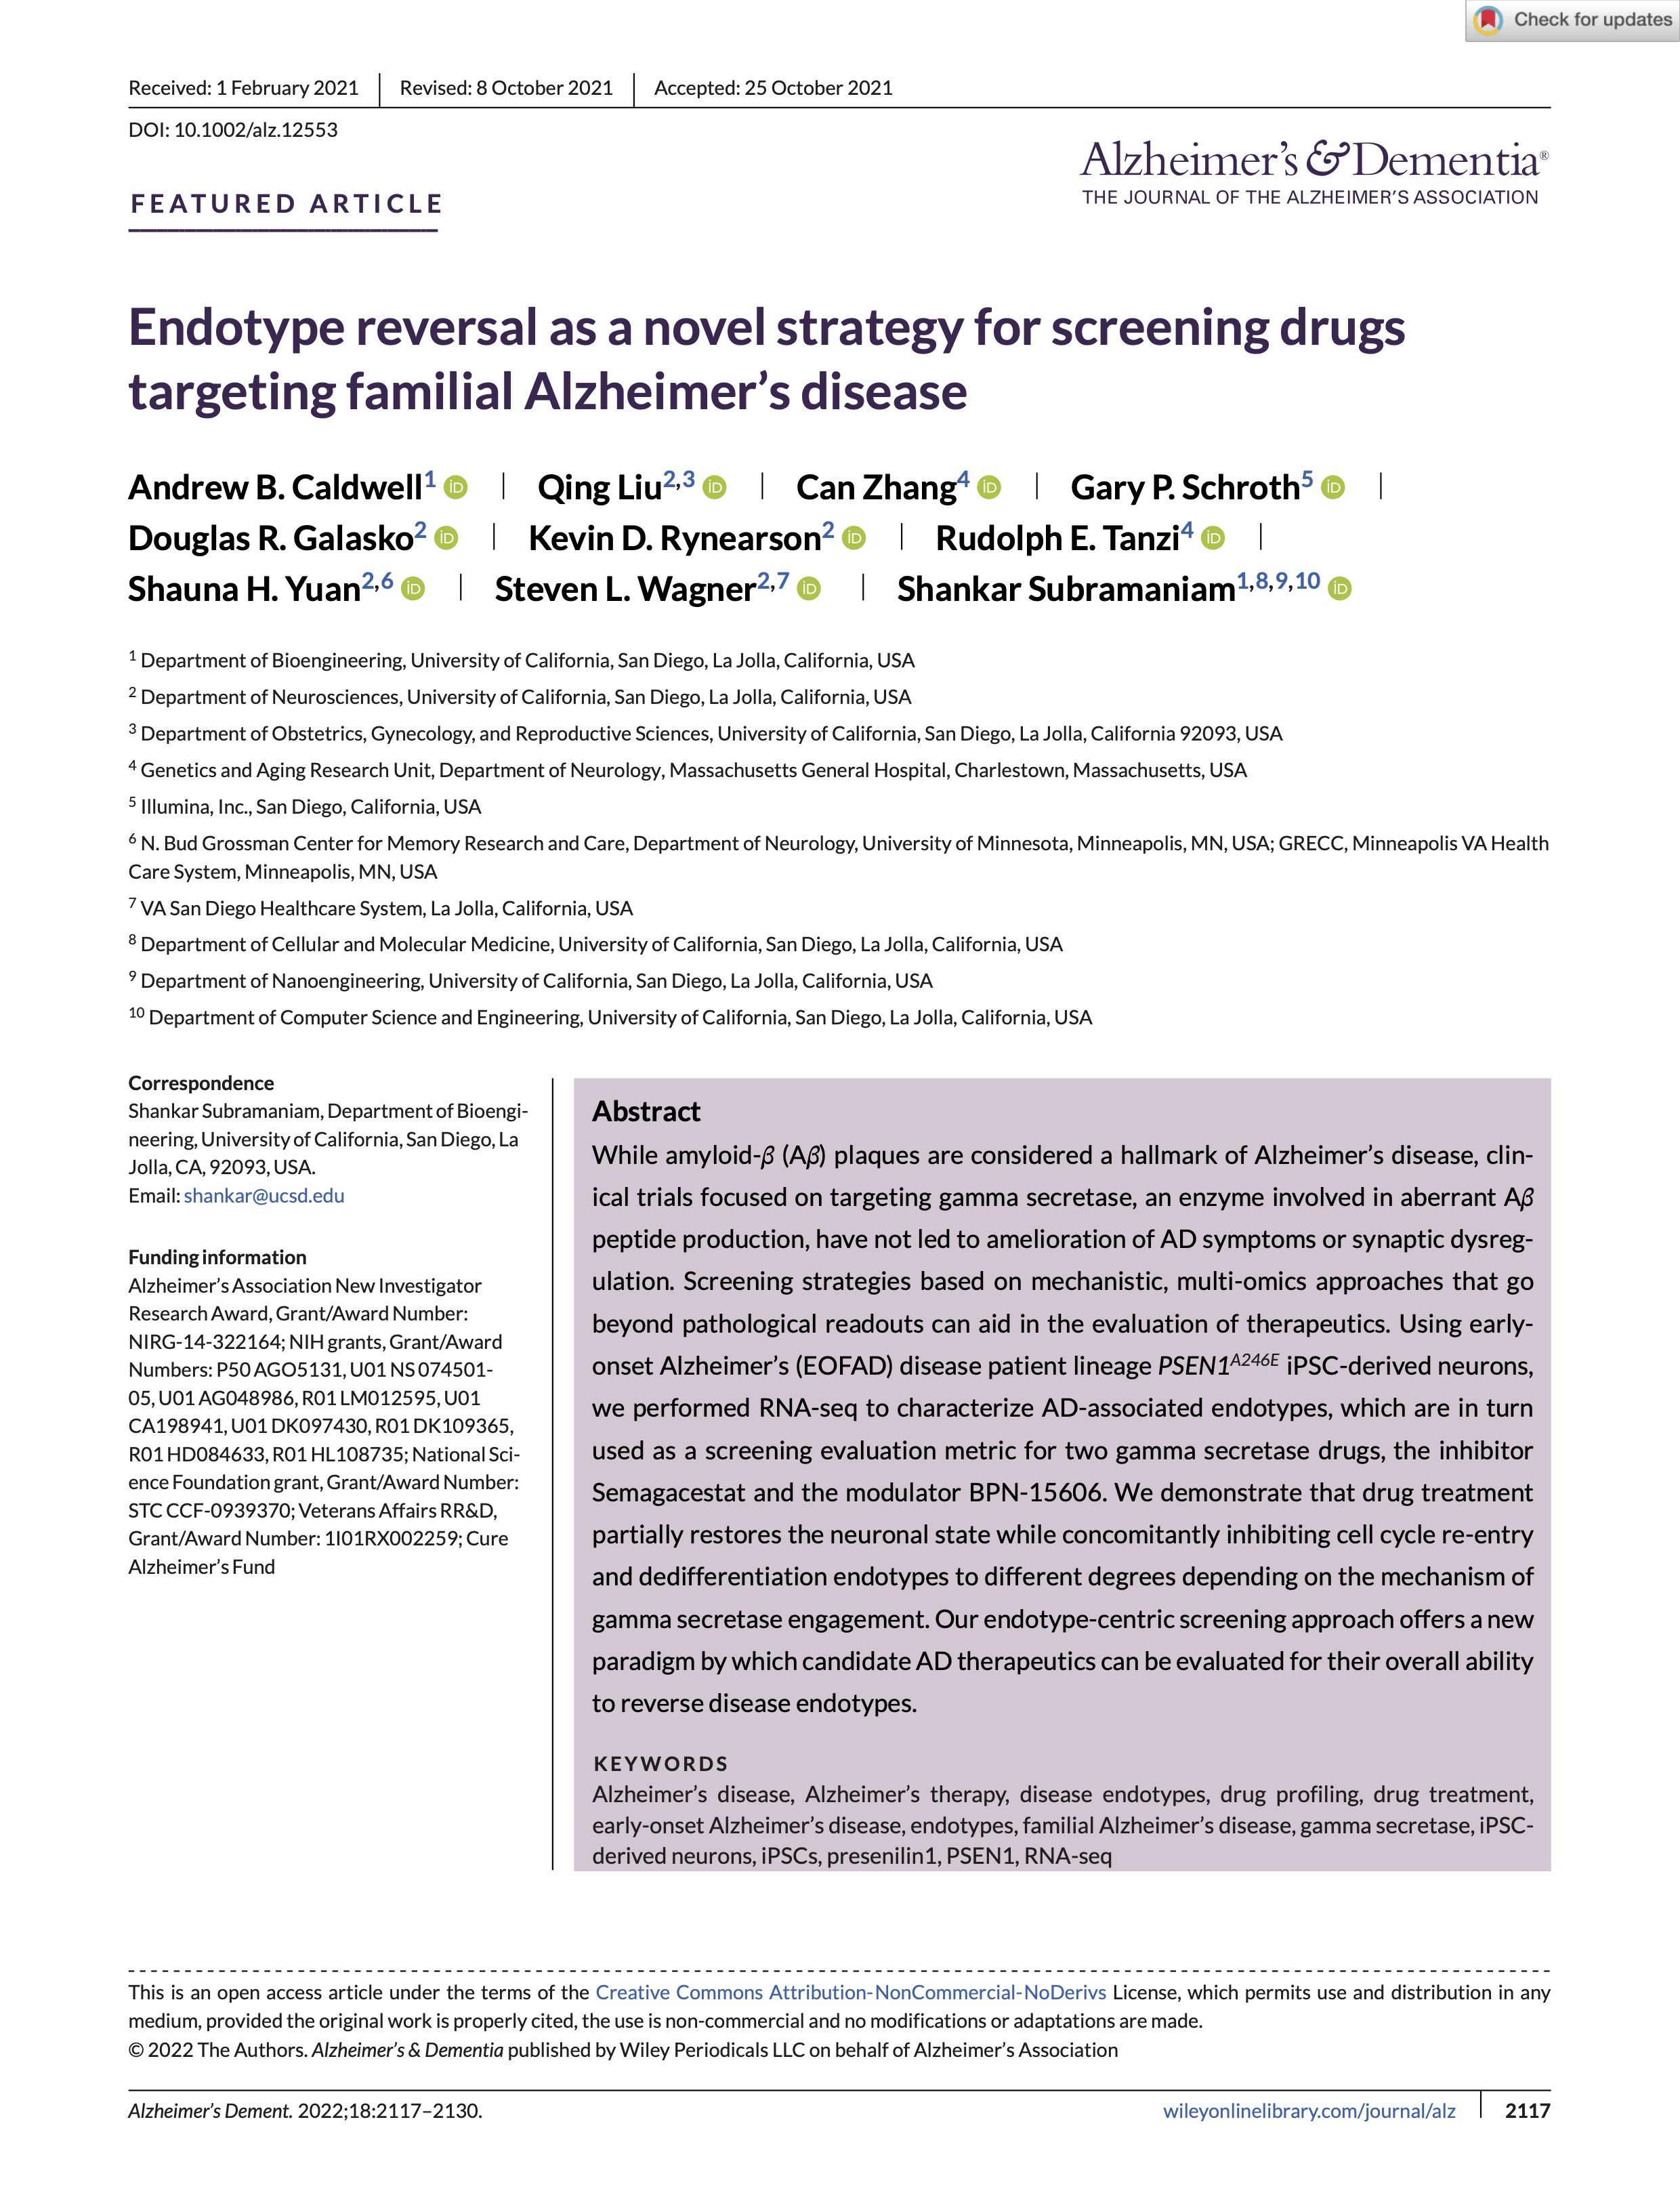 Check for updates
Received: 1 February 2021 | Revised: 8 October 2021 | Accepted: 25 October 2021
DOI: 10.1002/alz.12553
Alzheimer's & Dementia®
THE JOURNAL OF THE ALZHEIMER'S ASSOCIATION
FEATURED ARTICLE
Endotype reversal as a novel strategy for screening drugs
targeting familial Alzheimer's disease
Andrew B. Caldwell1 iD | Qing Liu2,3 iD | Can Zhang4 iD | Gary P. Schroth5 iD |
Douglas R. Galasko2 iD | Kevin D. Rynearson2 iD | Rudolph E. Tanzi4 iD |
Shauna H. Yuan2,6 iD | Steven L. Wagner2,7 iD | Shankar Subramaniam1,8,9,10 iD
1 Department of Bioengineering, University of California, San Diego, La Jolla, California, USA
2 Department of Neurosciences, University of California, San Diego, La Jolla, California, USA
3 Department of Obstetrics, Gynecology, and Reproductive Sciences, University of California, San Diego, La Jolla, California 92093, USA
4 Genetics and Aging Research Unit, Department of Neurology, Massachusetts General Hospital, Charlestown, Massachusetts, USA
5 Illumina, Inc., San Diego, California, USA
6 N. Bud Grossman Center for Memory Research and Care, Department of Neurology, University of Minnesota, Minneapolis, MN, USA; GRECC, Minneapolis VA Health
Care System, Minneapolis, MN, USA
7 VA San Diego Healthcare System, La Jolla, California, USA
8 Department of Cellular and Molecular Medicine, University of California, San Diego, La Jolla, California, USA
9 Department of Nanoengineering, University of California, San Diego, La Jolla, California, USA
10 Department of Computer Science and Engineering, University of California, San Diego, La Jolla, California, USA
Correspondence
Shankar Subramaniam, Department of Bioengi-
neering, University of California, San Diego, La
Jolla, CA, 92093, USA.
Email: shankar@ucsd.edu
Funding information
Alzheimer's Association New Investigator
Research Award, Grant/Award Number:
NIRG-14-322164; NIH grants, Grant/Award
Numbers: P50 AGO5131, U01 NS 074501-
05, U01 AG048986, R01 LM012595, U01
CA198941, U01 DK097430, R01 DK109365,
R01 HD084633, R01 HL108735; National Sci-
ence Foundation grant, Grant/Award Number:
STC CCF-0939370; Veterans Affairs RR&D,
Grant/Award Number: 1I01RX002259; Cure
Alzheimer's Fund
Abstract
While amyloid-β (Aβ) plaques are considered a hallmark of Alzheimer's disease, clin-
ical trials focused on targeting gamma secretase, an enzyme involved in aberrant Aβ
peptide production, have not led to amelioration of AD symptoms or synaptic dysreg-
ulation. Screening strategies based on mechanistic, multi-omics approaches that go
beyond pathological readouts can aid in the evaluation of therapeutics. Using early-
onset Alzheimer's (EOFAD) disease patient lineage PSEN1A246E iPSC-derived neurons,
we performed RNA-seq to characterize AD-associated endotypes, which are in turn
used as a screening evaluation metric for two gamma secretase drugs, the inhibitor
Semagacestat and the modulator BPN-15606. We demonstrate that drug treatment
partially restores the neuronal state while concomitantly inhibiting cell cycle re-entry
and dedifferentiation endotypes to different degrees depending on the mechanism of
gamma secretase engagement. Our endotype-centric screening approach offers a new
paradigm by which candidate AD therapeutics can be evaluated for their overall ability
to reverse disease endotypes.
KEYWORDS
Alzheimer's disease, Alzheimer's therapy, disease endotypes, drug profiling, drug treatment,
early-onset Alzheimer's disease, endotypes, familial Alzheimer's disease, gamma secretase, iPSC-
derived neurons, iPSCs, presenilin1, PSEN1, RNA-seq
This is an open access article under the terms of the Creative Commons Attribution-NonCommercial-NoDerivs License, which permits use and distribution in any
medium, provided the original work is properly cited, the use is non-commercial and no modifications or adaptations are made.
© 2022 The Authors. Alzheimer's & Dementia published by Wiley Periodicals LLC on behalf of Alzheimer's Association
Alzheimer's Dement. 2022;18:2117–2130.
wileyonlinelibrary.com/journal/alz | 2117